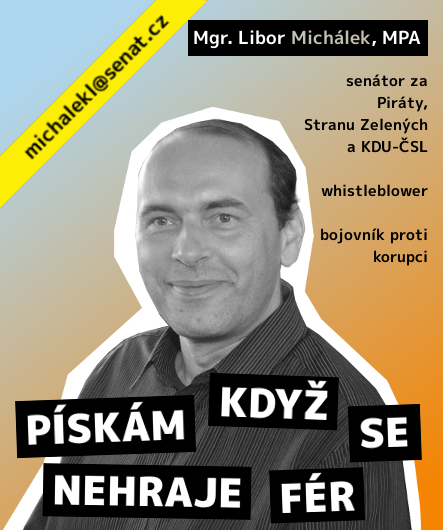 michalekl@senat.cz
Mgr. Libor Michálek, MPA
senátor za
Piráty,
Stranu Zelených
a KDU-ČSL
whistleblower
bojovník proti
korupci
PÍSKÁM KDYŽ SE
NEHRAJE FÉR